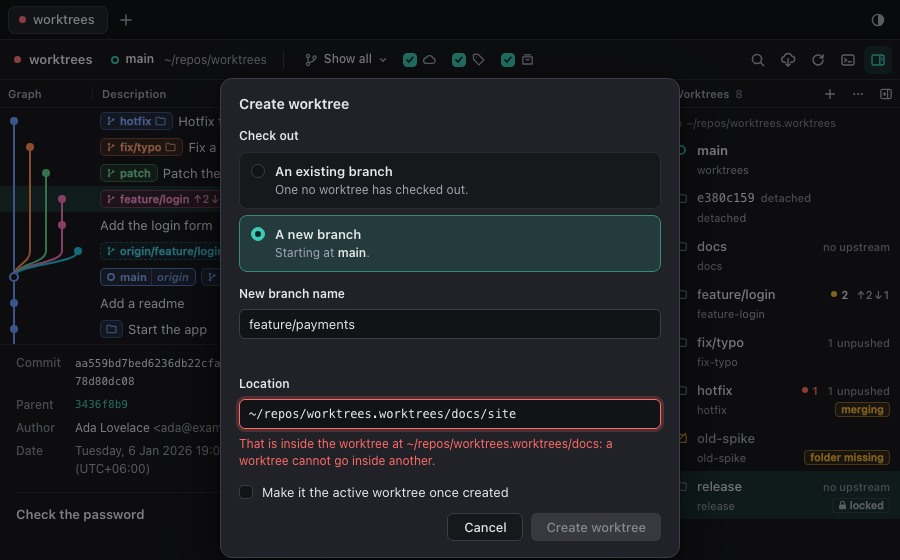 worktrees
worktrees main ~/repos/worktrees Show all
Graph Description
Worktrees 8
hotfix Hotfix
~/repos/worktrees.worktrees
fix/typo Fix a
main
worktrees
patch Patch the
e380c159 detached
detached
feature/login ↑2↓
Add the login form
docs no upstream
docs
origin/feature/login
main origin
feature/login 2 ↑2↓1
feature-login
Add a readme
Start the app
fix/typo 1 unpushed
fix-typo
Commit aa559bd7bed6236db22cfa
78d80dc08
Parent 3436f8b9
Author Ada Lovelace <ada@exam
Date Tuesday, 6 Jan 2026 19:0
(UTC+06:00)
Check the password
hotfix 1 1 unpushed
hotfix merging
old-spike
old-spike folder missing
release no upstream
release locked
Create worktree
Check out
An existing branch
One no worktree has checked out.
A new branch
Starting at main.
New branch name
feature/payments
Location
~/repos/worktrees.worktrees/docs/site
That is inside the worktree at ~/repos/worktrees.worktrees/docs: a
worktree cannot go inside another.
Make it the active worktree once created
Cancel Create worktree